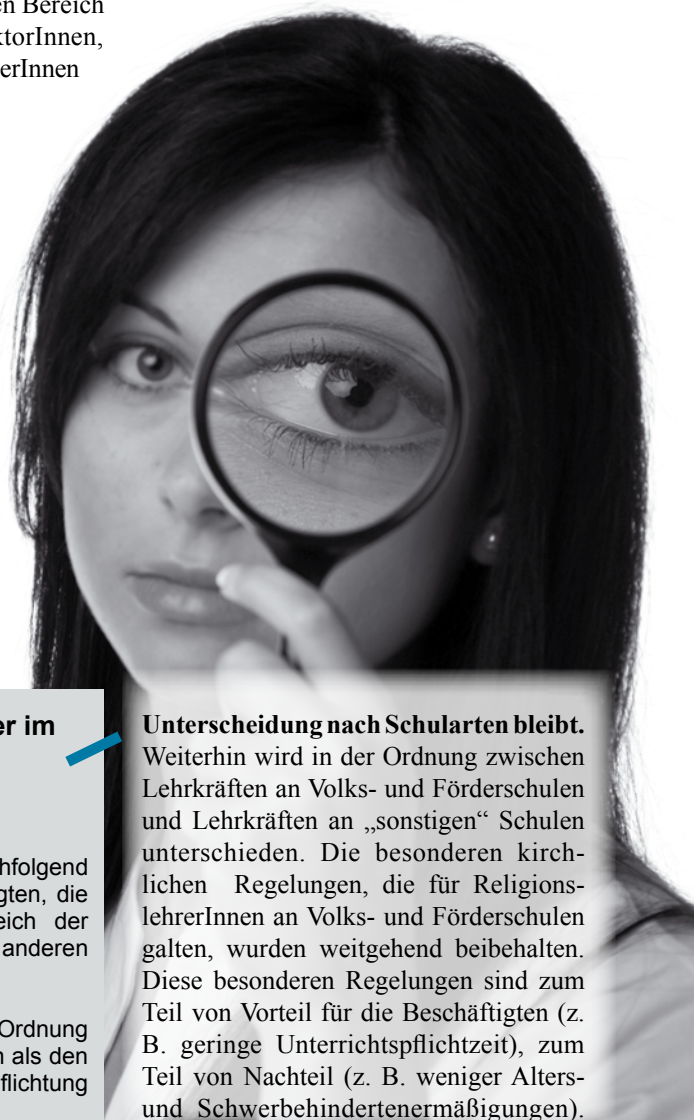 en Bereich
ktorInnen,
erInnen
er im
chfolgend
gten, die
eich der
anderen
Ordnung
n als den
flichtung
Unterscheidung nach Schularten bleibt.
Weiterhin wird in der Ordnung zwischen
Lehrkräften an Volks- und Förderschulen
und Lehrkräften an „sonstigen“ Schulen
unterschieden. Die besonderen kirch-
lichen Regelungen, die für Religions-
lehrerInnen an Volks- und Förderschulen
galten, wurden weitgehend beibehalten.
Diese besonderen Regelungen sind zum
Teil von Vorteil für die Beschäftigten (z.
B. geringe Unterrichtspflichtzeit), zum
Teil von Nachteil (z. B. weniger Alters-
und Schwerbehindertenermäßigungen).